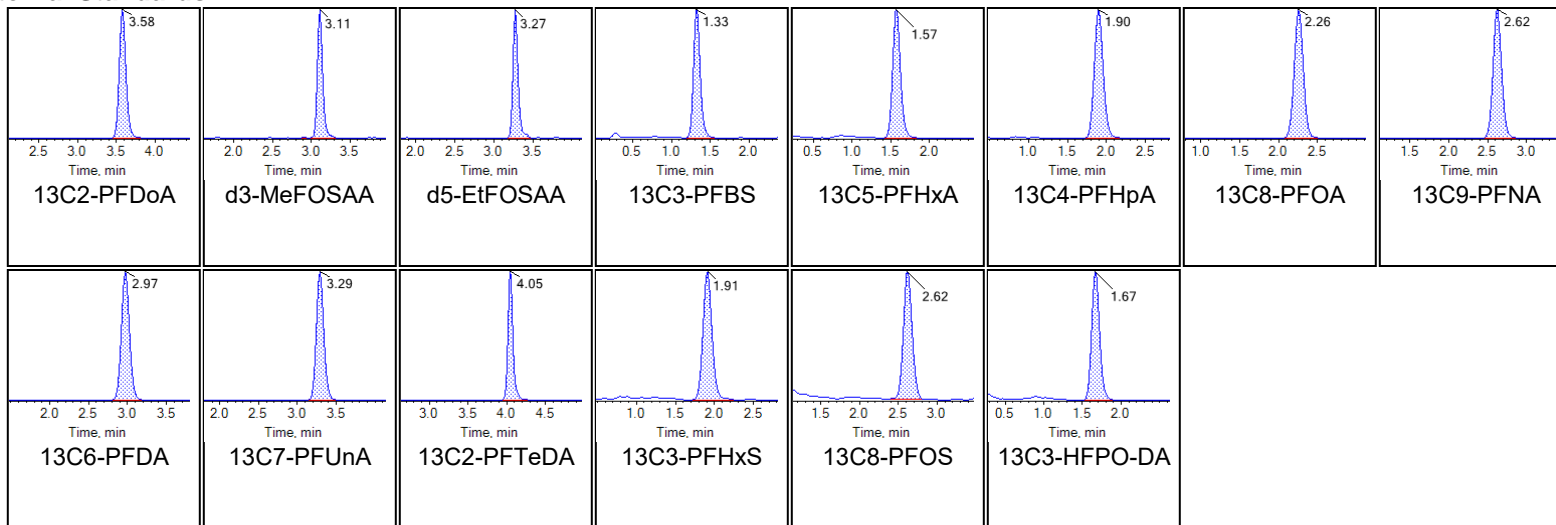 3.58
2.5 3.0 3.5 4.0
Time, min
13C2-PFDoA
3.11
2.0 2.5 3.0 3.5
Time, min
d3-MeFOSAA
3.27
2.0 2.5 3.0 3.5
Time, min
d5-EtFOSAA
1.33
0.5 1.0 1.5 2.0
Time, min
13C3-PFBS
1.57
0.5 1.0 1.5 2.0
Time, min
13C5-PFHxA
1.90
1.0 1.5 2.0 2.5
Time, min
13C4-PFHpA
2.26
1.0 1.5 2.0 2.5
Time, min
13C8-PFOA
2.62
1.5 2.0 2.5 3.0
Time, min
13C9-PFNA
2.97
2.0 2.5 3.0 3.5
Time, min
13C6-PFDA
3.29
2.0 2.5 3.0 3.5
Time, min
13C7-PFUnA
4.05
3.0 3.5 4.0 4.5
Time, min
13C2-PFTeDA
1.91
1.0 1.5 2.0 2.5
Time, min
13C3-PFHxS
2.62
1.5 2.0 2.5 3.0
Time, min
13C8-PFOS
1.67
0.5 1.0 1.5 2.0
Time, min
13C3-HFPO-DA